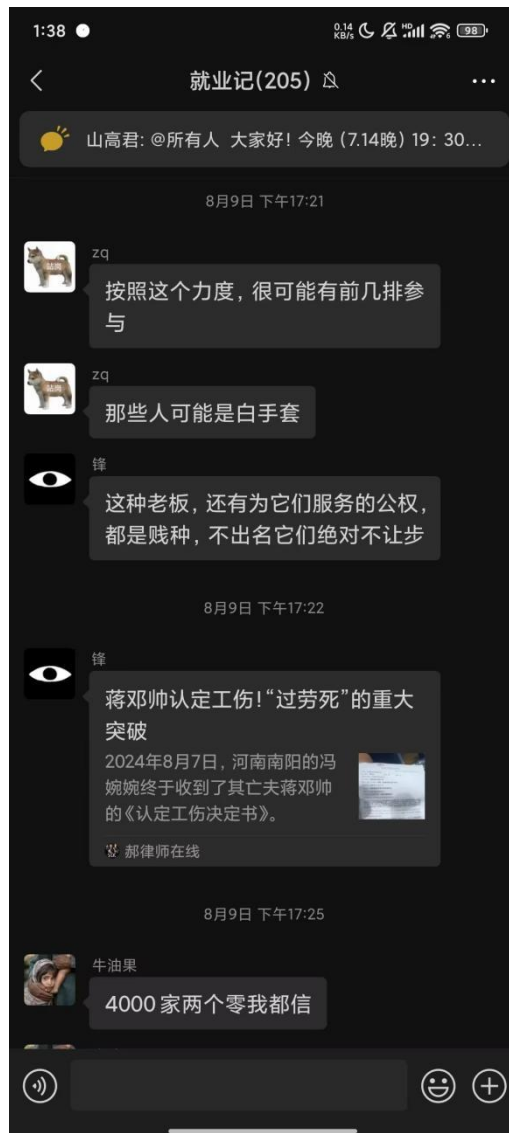 1:38
0.14
KB/s
HD
6
98
就业记(205)
山高君: @所有人 大家好! 今晚 (7.14晚) 19: 30...
8月9日 下午17:21
zq
按照这个力度, 很可能有前几排参
与
zq
那些人可能是白手套
锋
这种老板, 还有为它们服务的公权,
都是贱种, 不出名它们绝对不让步
8月9日 下午17:22
锋
蒋邓帅认定工伤! “过劳死”的重大
突破
2024年8月7日, 河南南阳的冯
婉婉终于收到了其亡夫蒋邓帅
的《认定工伤决定书》。
郝律师在线
8月9日 下午17:25
牛油果
4000家两个零我都信